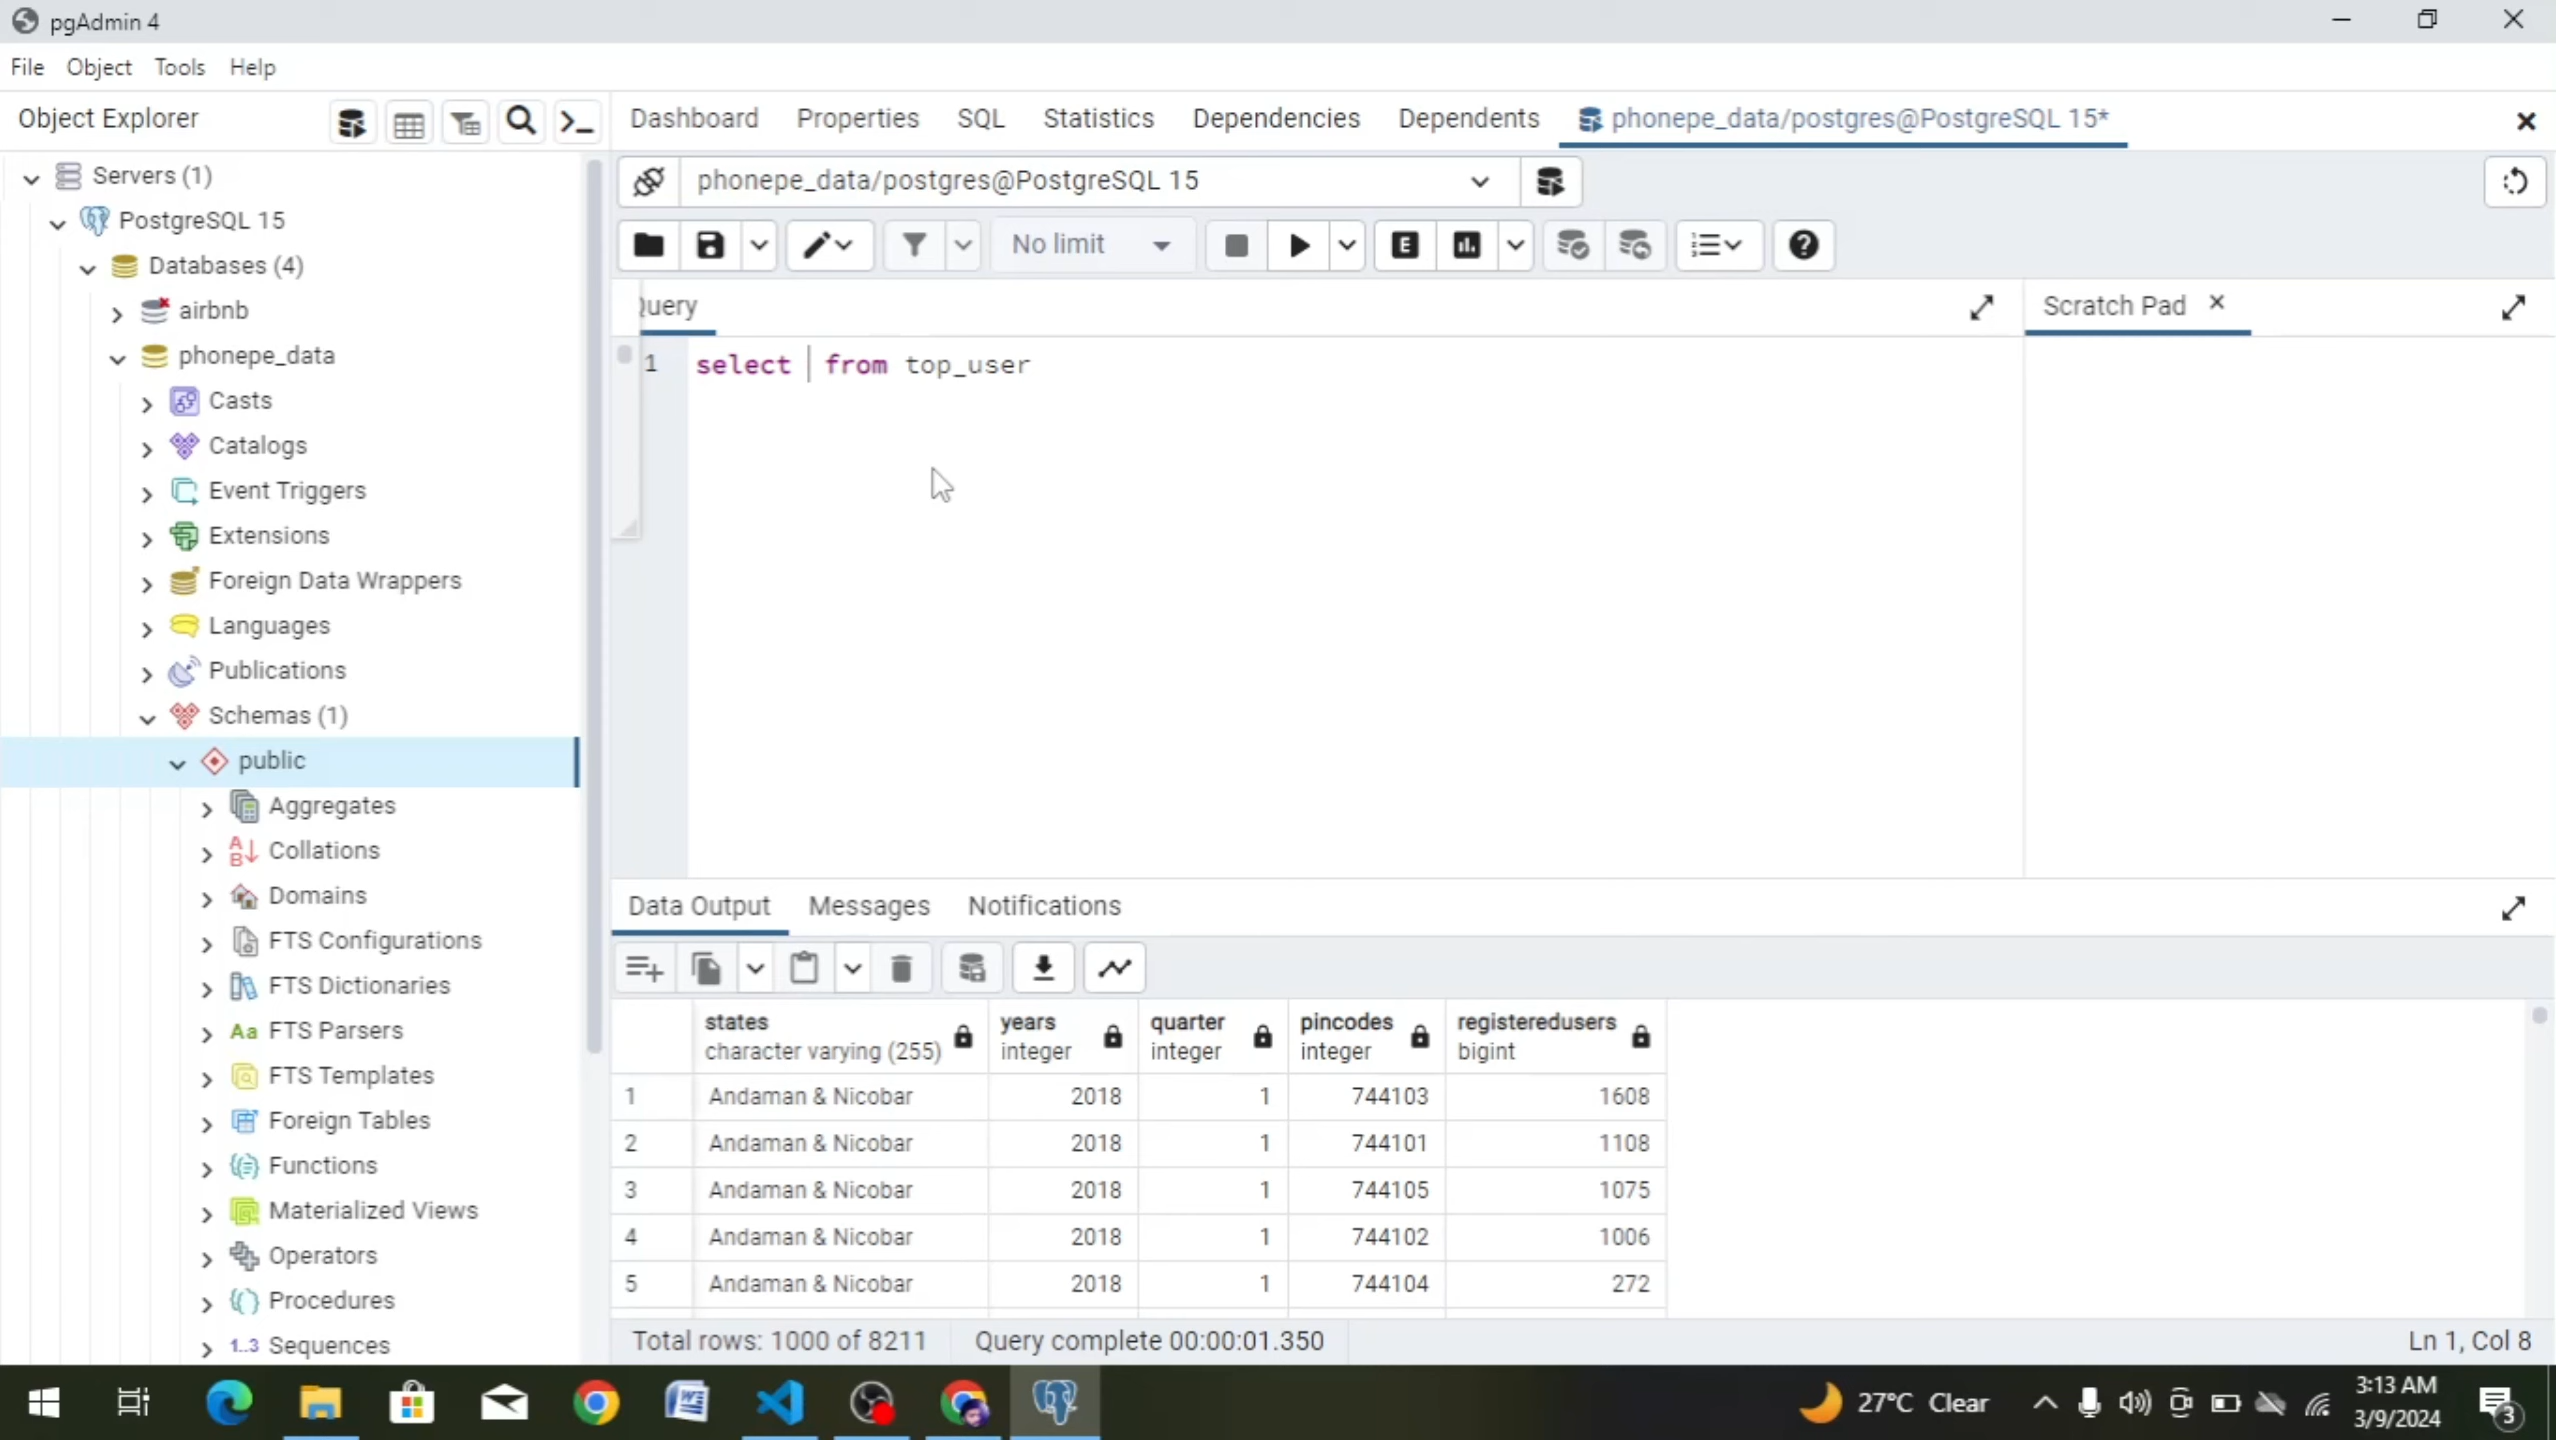 pgAdmin 4
File Object Tools Help
Object Explorer
Dashboard Properties SQL Statistics Dependencies Dependents phonepe_data/postgres@PostgreSQL 15*
Servers (1)
PostgreSQL 15
Databases (4)
airbnb
phonepe_data
Casts
Catalogs
Event Triggers
Extensions
Foreign Data Wrappers
Languages
Publications
Schemas (1)
public
Aggregates
Collations
Domains
FTS Configurations
FTS Dictionaries
Aa FTS Parsers
FTS Templates
Foreign Tables
Functions
Materialized Views
Operators
Procedures
1..3 Sequences
phonepe_data/postgres@PostgreSQL 15
No limit
E
Query
Scratch Pad
1 select from top_user
Data Output Messages Notifications
states years quarter pincodes registeredusers
character varying (255) integer integer integer bigint
1 Andaman & Nicobar 2018 1 744103 1608
2 Andaman & Nicobar 2018 1 744101 1108
3 Andaman & Nicobar 2018 1 744105 1075
4 Andaman & Nicobar 2018 1 744102 1006
5 Andaman & Nicobar 2018 1 744104 272
Total rows: 1000 of 8211 Query complete 00:00:01.350 Ln 1, Col 8
27°C Clear
3:13 AM
3/9/2024
3